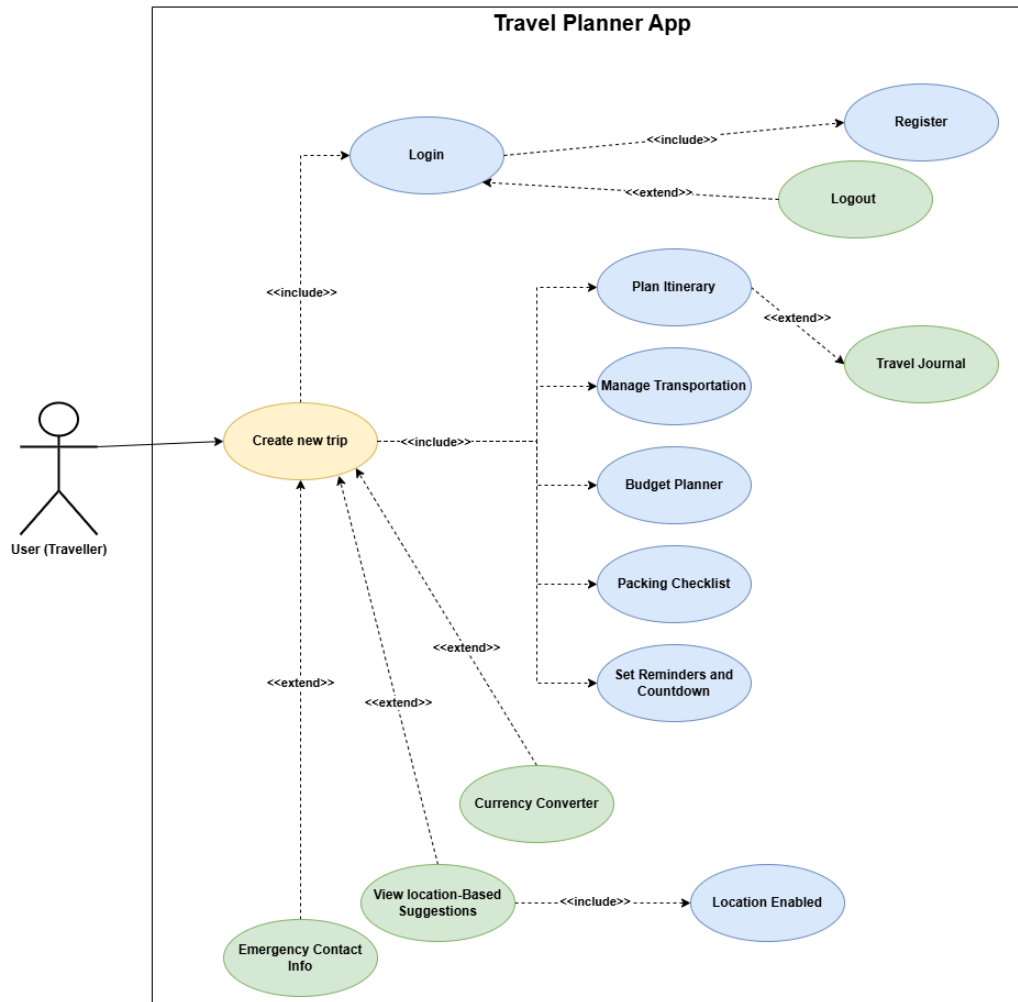 Travel Planner App
Register
Login
<<include>>
Logout
<<extend>>
<<include>>
Plan Itinerary
<<extend>>
Travel Journal
Manage Transportation
Create new trip
<<include>>
Budget Planner
User (Traveller)
Packing Checklist
<<extend>>
Set Reminders and
Countdown
<<extend>>
<<extend>>
Currency Converter
View location-Based
Suggestions
<<include>>
Location Enabled
Emergency Contact
Info